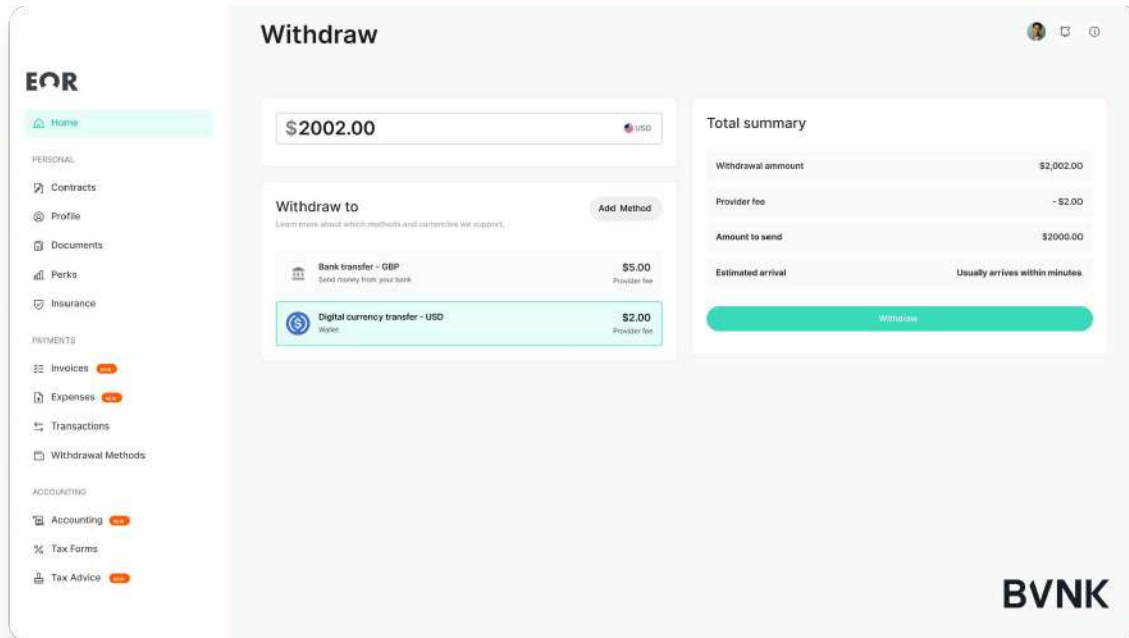 Withdraw
EOR
Home
PERSONAL
Contracts
Profile
Documents
Perks
Insurance
PAYMENTS
Invoices NEW
Expenses NEW
Transactions
Withdrawal Methods
ACCOUNTING
Accounting NEW
Tax Forms
Tax Advice NEW
$2002.00 USD
Withdraw to
Add Method
Learn more about which methods and currencies we support.
Bank transfer - GBP $5.00
Send money from your bank Provider fee
Digital currency transfer - USD $2.00
Wallet Provider fee
Total summary
Withdrawal ammount $2,002.00
Provider fee - $2.00
Amount to send $2000.00
Estimated arrival Usually arrives within minutes
Withdraw
BVNK